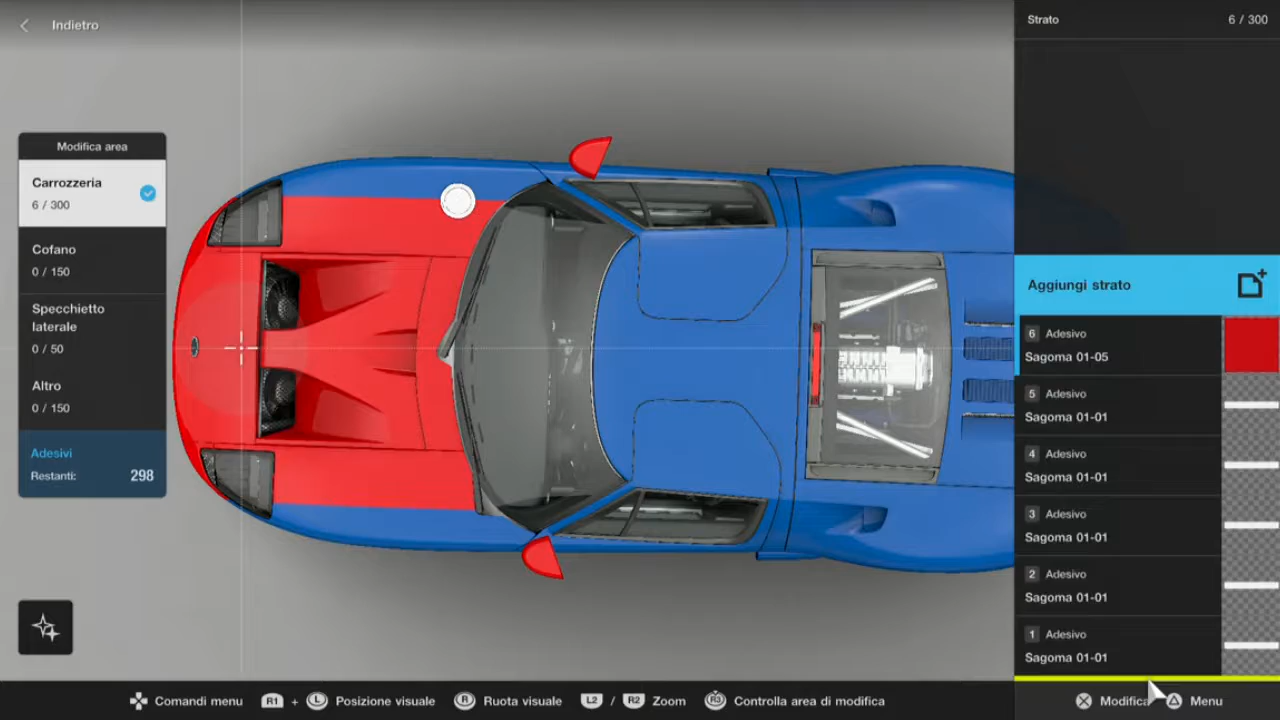 Indietro
Strato
6 / 300
Modifica area
Carrozzeria
6 / 300
Cofano
0 / 150
Specchietto
laterale
0 / 50
Altro
0 / 150
Adesivi
Restanti: 298
Aggiungi strato
6 Adesivo
Sagoma 01-05
5 Adesivo
Sagoma 01-01
4 Adesivo
Sagoma 01-01
3 Adesivo
Sagoma 01-01
2 Adesivo
Sagoma 01-01
1 Adesivo
Sagoma 01-01
Comandi menu
R1 + L Posizione visuale
R Ruota visuale
L2 / R2 Zoom
R3 Controlla area di modifica
Modifica
Menu